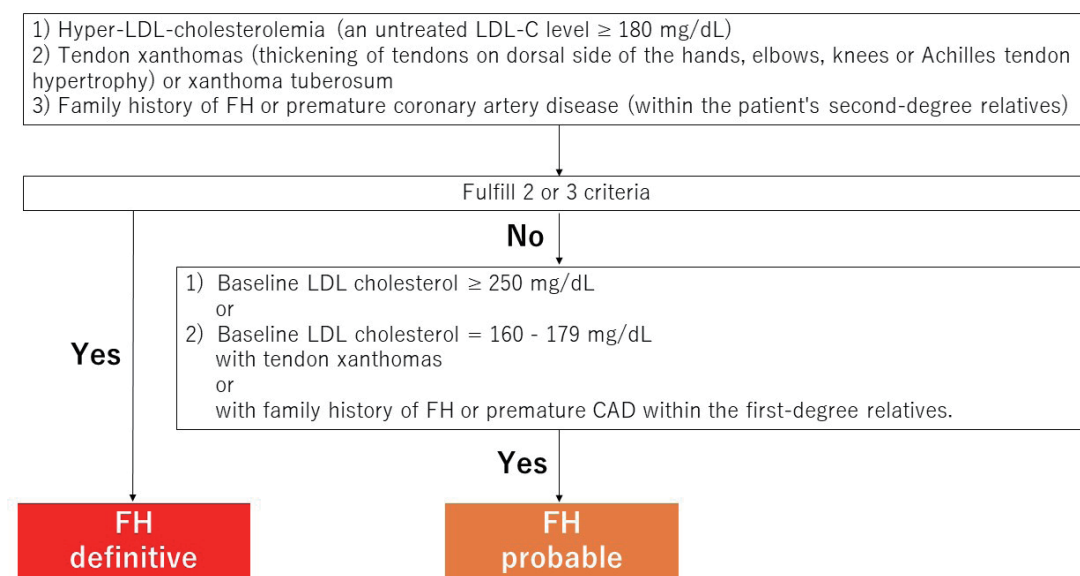 1) Hyper-LDL-cholesterolemia (an untreated LDL-C level ≥ 180 mg/dL)
2) Tendon xanthomas (thickening of tendons on dorsal side of the hands, elbows, knees or Achilles tendon
hypertrophy) or xanthoma tuberosum
3) Family history of FH or premature coronary artery disease (within the patient's second-degree relatives)
Fulfill 2 or 3 criteria
No
1) Baseline LDL cholesterol ≥ 250 mg/dL
or
2) Baseline LDL cholesterol = 160 - 179 mg/dL
Yes
with tendon xanthomas
or
with family history of FH or premature CAD within the first-degree relatives.
Yes
FH
definitive
FH
probable